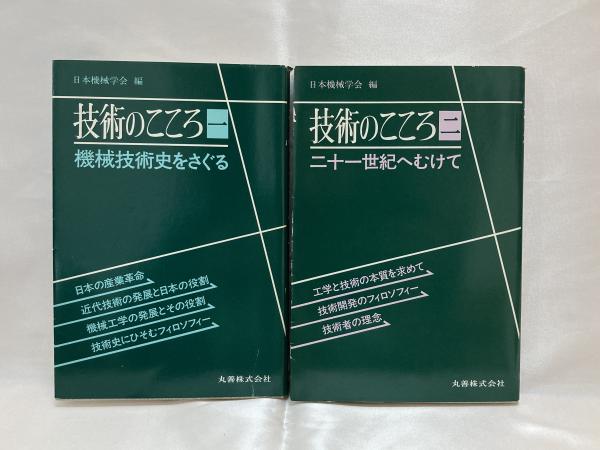 日本機械学会 編
技術のこころ 一
機械技術史をさぐる
日本の産業革命
近代技術の発展と日本の役割
機械工学の発展とその役割
技術史にひそむフィロソフィー
丸善株式会社
日本機械学会 編
技術のこころ 二
二十一世紀へむけて
工学と技術の本質を求めて
技術開発のフィロソフィー
技術者の理念
丸善株式会社